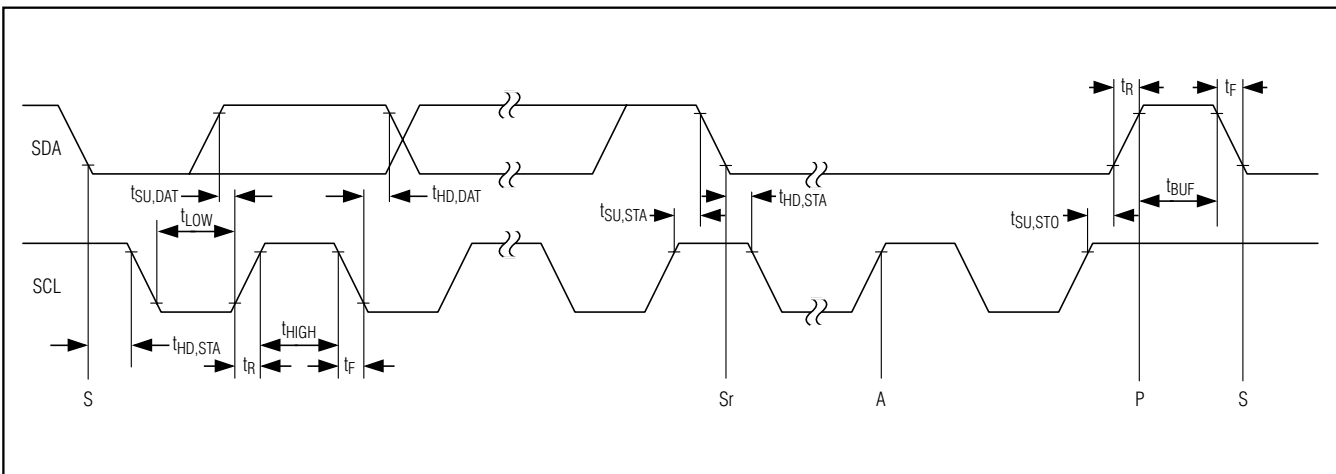 tR tF
SDA
tSU,DAT tHD,DAT tSU,STA tHD,STA tBUF
tLOW tSU,STO
SCL
tHIGH
tHD,STA tR tF
S Sr A P S